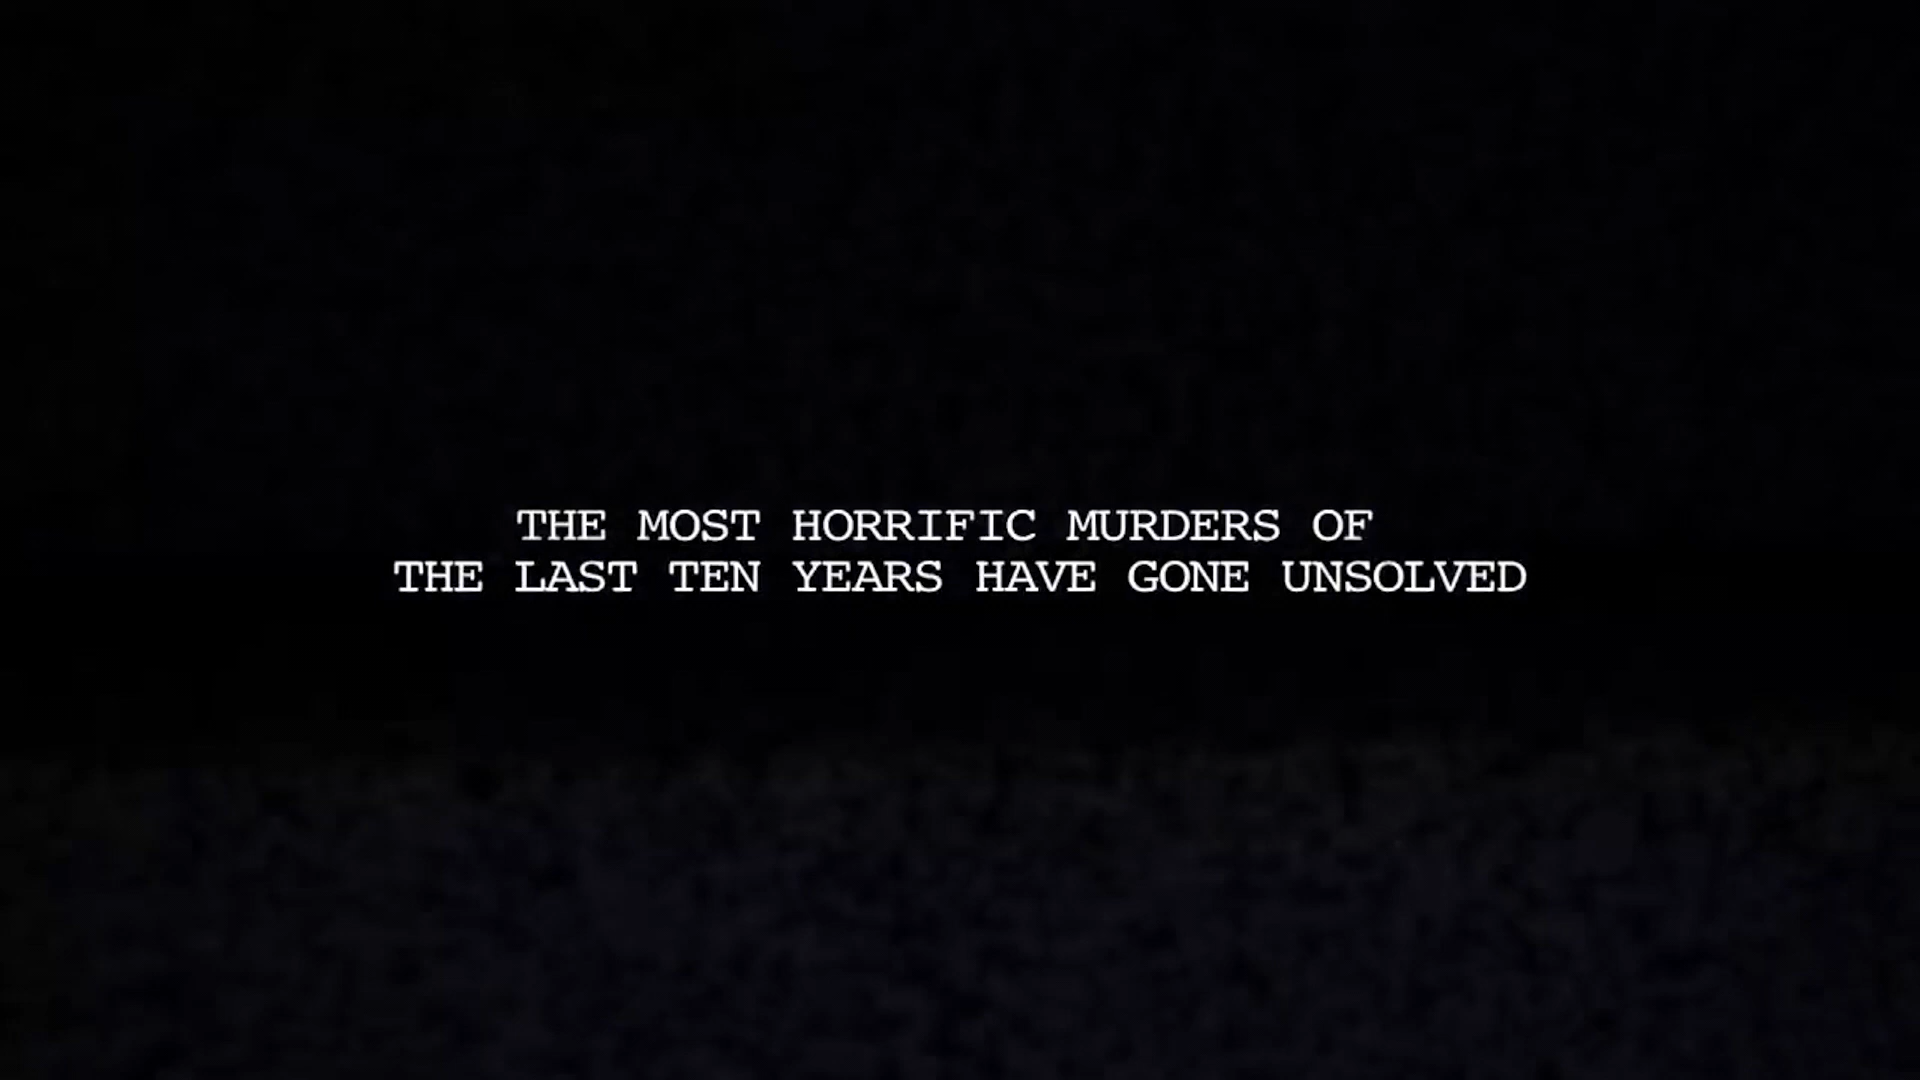 THE MOST HORRIFIC MURDERS OF
THE LAST TEN YEARS HAVE GONE UNSOLVED